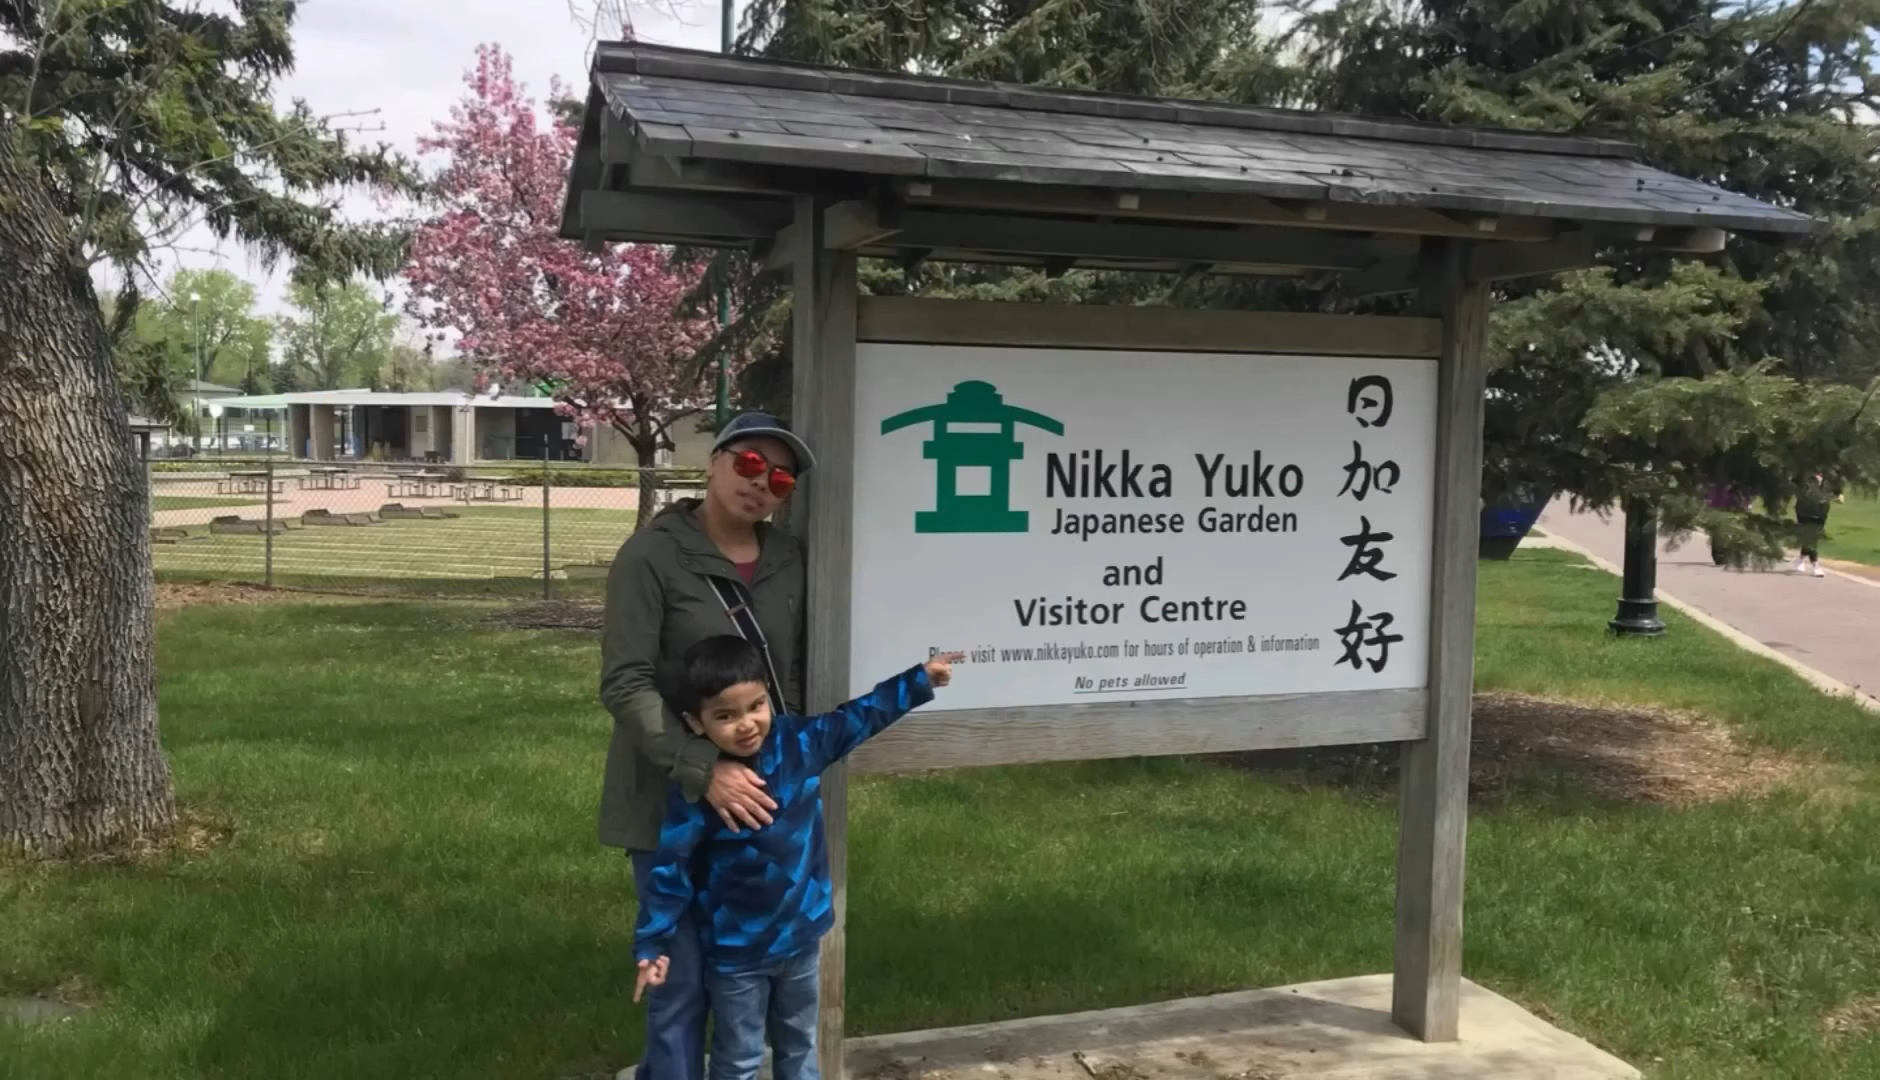 Nikka Yuko
Japanese Garden
and
Visitor Centre
Please visit www.nikkayuko.com for hours of operation & information
No pets allowed
日加友好